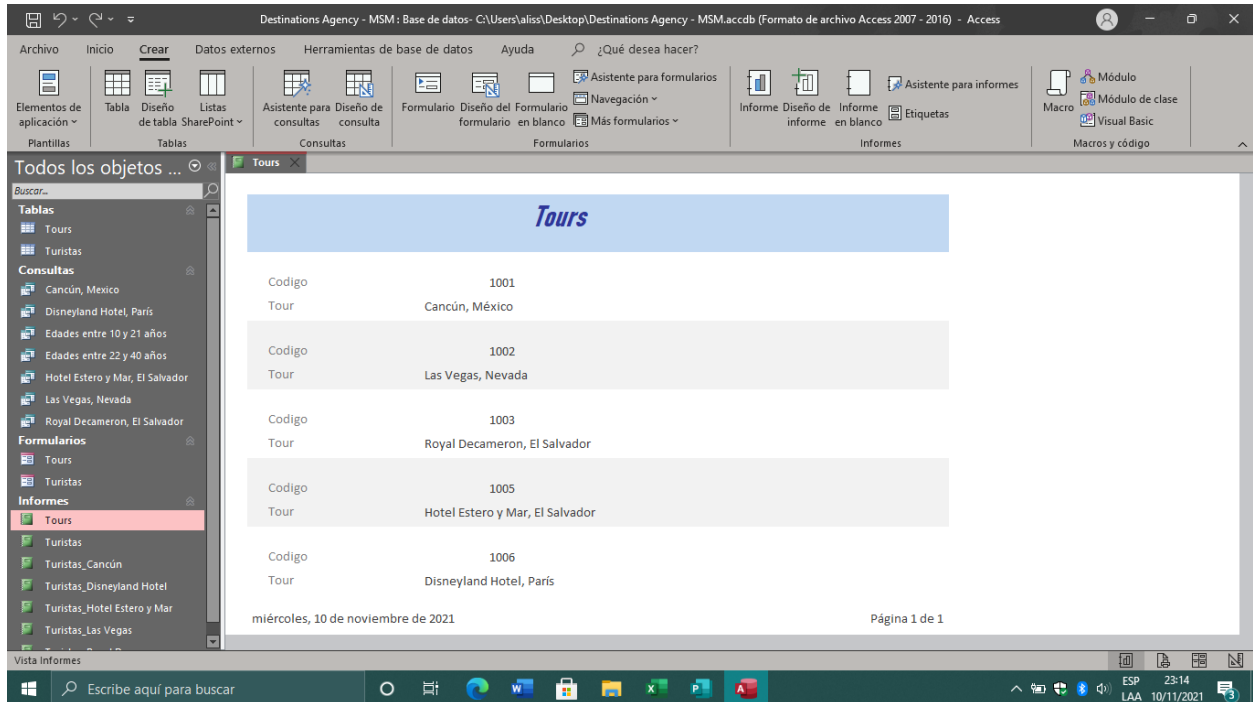 Destinations Agency - MSM : Base de datos- C:\Users\aliss\Desktop\Destinations Agency - MSM.accdb (Formato de archivo Access 2007 - 2016) - Access
Archivo Inicio Crear Datos externos Herramientas de base de datos Ayuda ¿Qué desea hacer?
Elementos de aplicación
Plantillas
Tabla
Diseño de tabla
Listas SharePoint
Tablas
Asistente para consultas
Diseño de consulta
Consultas
Formulario
Diseño del formulario
Formulario en blanco
Asistente para formularios
Navegación
Más formularios
Formularios
Informe
Diseño de informe
Informe en blanco
Asistente para informes
Etiquetas
Informes
Macro
Módulo
Módulo de clase
Visual Basic
Macros y código
Todos los objetos ...
Buscar...
Tablas
Tours
Turistas
Consultas
Cancún, Mexico
Disneyland Hotel, París
Edades entre 10 y 21 años
Edades entre 22 y 40 años
Hotel Estero y Mar, El Salvador
Las Vegas, Nevada
Royal Decameron, El Salvador
Formularios
Tours
Turistas
Informes
Tours
Turistas
Turistas_Cancún
Turistas_Disneyland Hotel
Turistas_Hotel Estero y Mar
Turistas_Las Vegas
Tours
Tours
Codigo 1001
Tour Cancún, México
Codigo 1002
Tour Las Vegas, Nevada
Codigo 1003
Tour Royal Decameron, El Salvador
Codigo 1005
Tour Hotel Estero y Mar, El Salvador
Codigo 1006
Tour Disneyland Hotel, París
miércoles, 10 de noviembre de 2021 Página 1 de 1
Vista Informes
Escribe aquí para buscar
ESP 23:14
LAA 10/11/2021
3